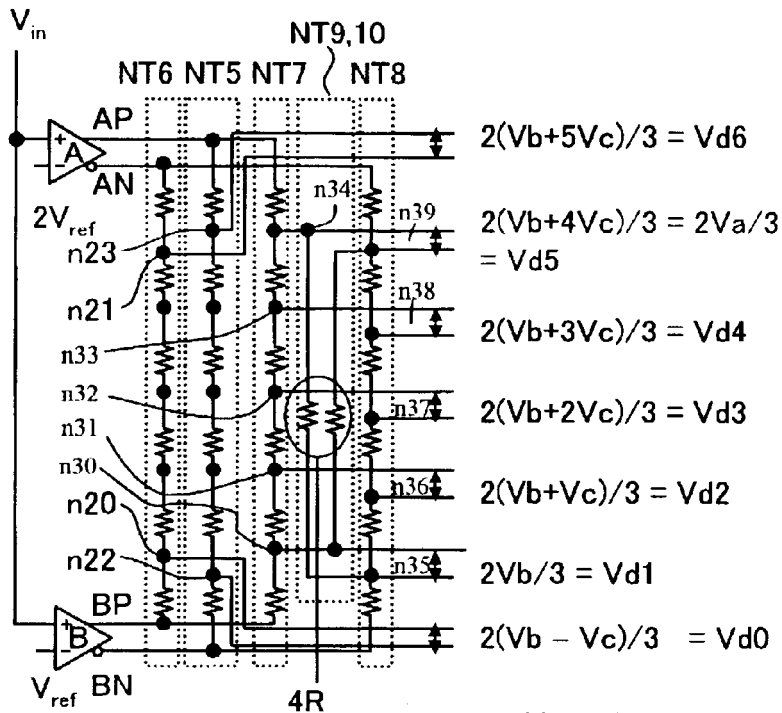 Vin
NT9,10
NT6 NT5 NT7 NT8
AP
+ A
AN
2Vref
n34
n39
n23
n21
n38
n33
n32
n37
n31
n30
n36
n20
n22
n35
BP
+ B
Vref BN
4R
2(Vb+5Vc)/3 = Vd6
2(Vb+4Vc)/3 = 2Va/3
= Vd5
2(Vb+3Vc)/3 = Vd4
2(Vb+2Vc)/3 = Vd3
2(Vb+Vc)/3 = Vd2
2Vb/3 = Vd1
2(Vb – Vc)/3 = Vd0